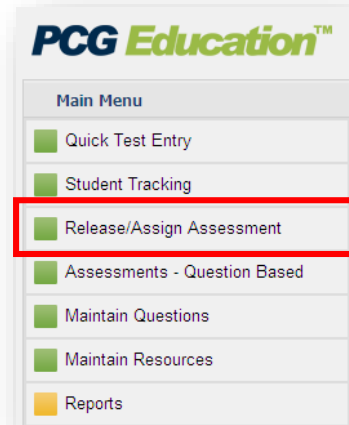 PCG Education™
Main Menu
Quick Test Entry
Student Tracking
Release/Assign Assessment
Assessments - Question Based
Maintain Questions
Maintain Resources
Reports